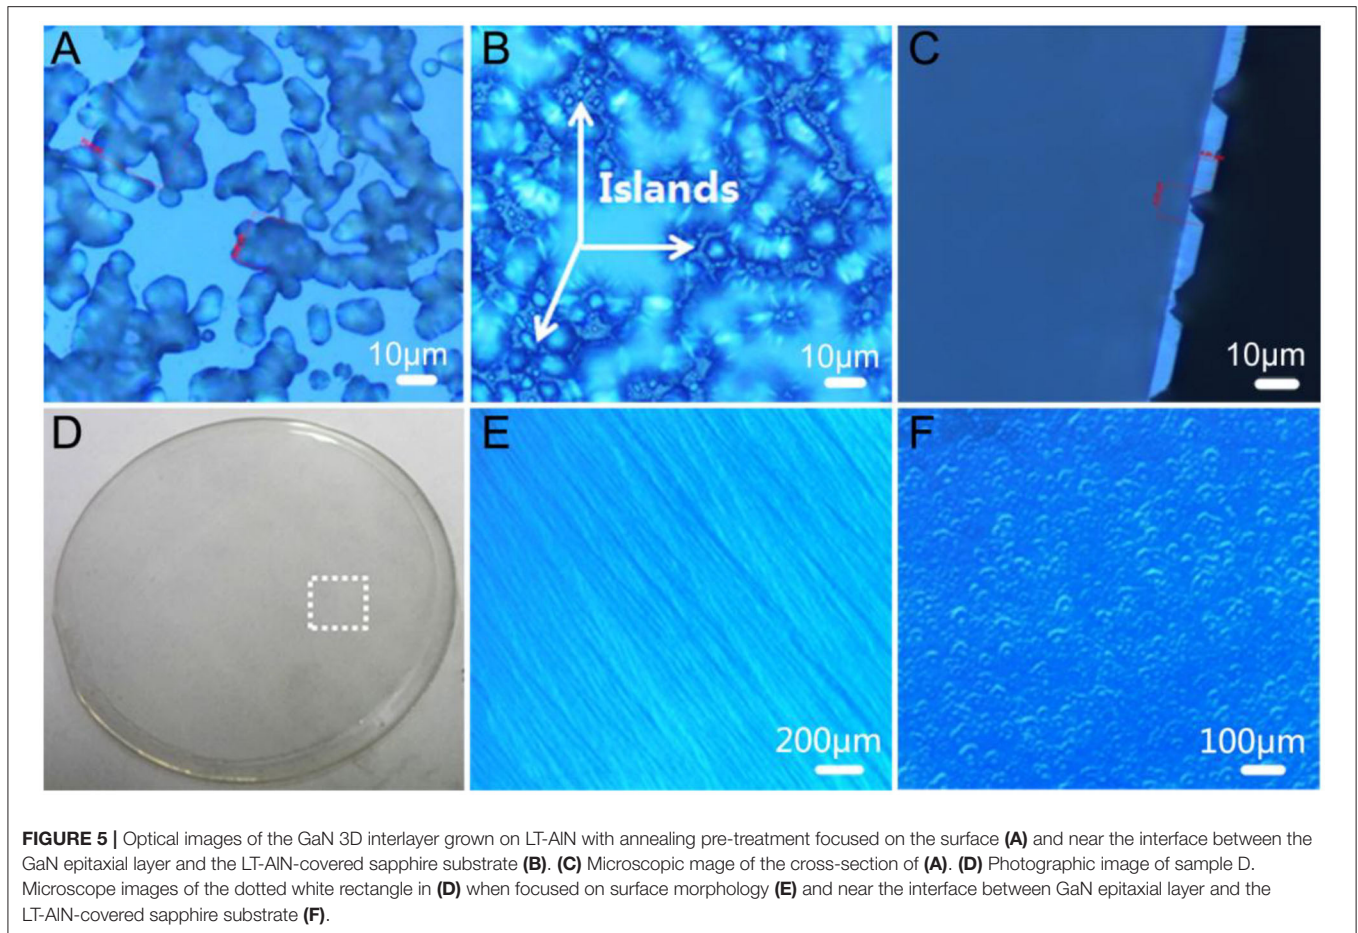 A
B
C
Islands
10μm
10μm
10μm
D
E
F
200μm
100μm
FIGURE 5 | Optical images of the GaN 3D interlayer grown on LT-AlN with annealing pre-treatment focused on the surface (A) and near the interface between the
GaN epitaxial layer and the LT-AlN-covered sapphire substrate (B). (C) Microscopic mage of the cross-section of (A). (D) Photographic image of sample D.
Microscope images of the dotted white rectangle in (D) when focused on surface morphology (E) and near the interface between GaN epitaxial layer and the
LT-AlN-covered sapphire substrate (F).